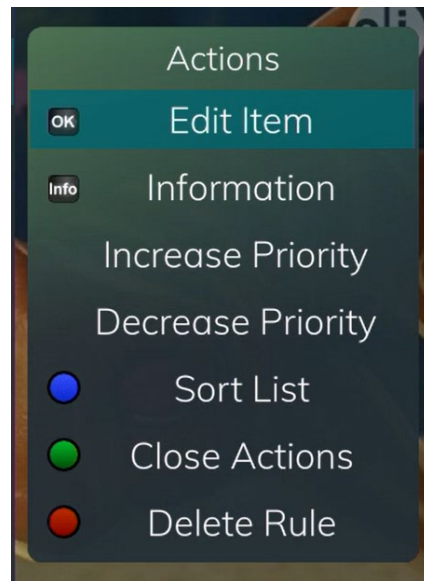 Actions
OK Edit Item
Info Information
Increase Priority
Decrease Priority
Sort List
Close Actions
Delete Rule